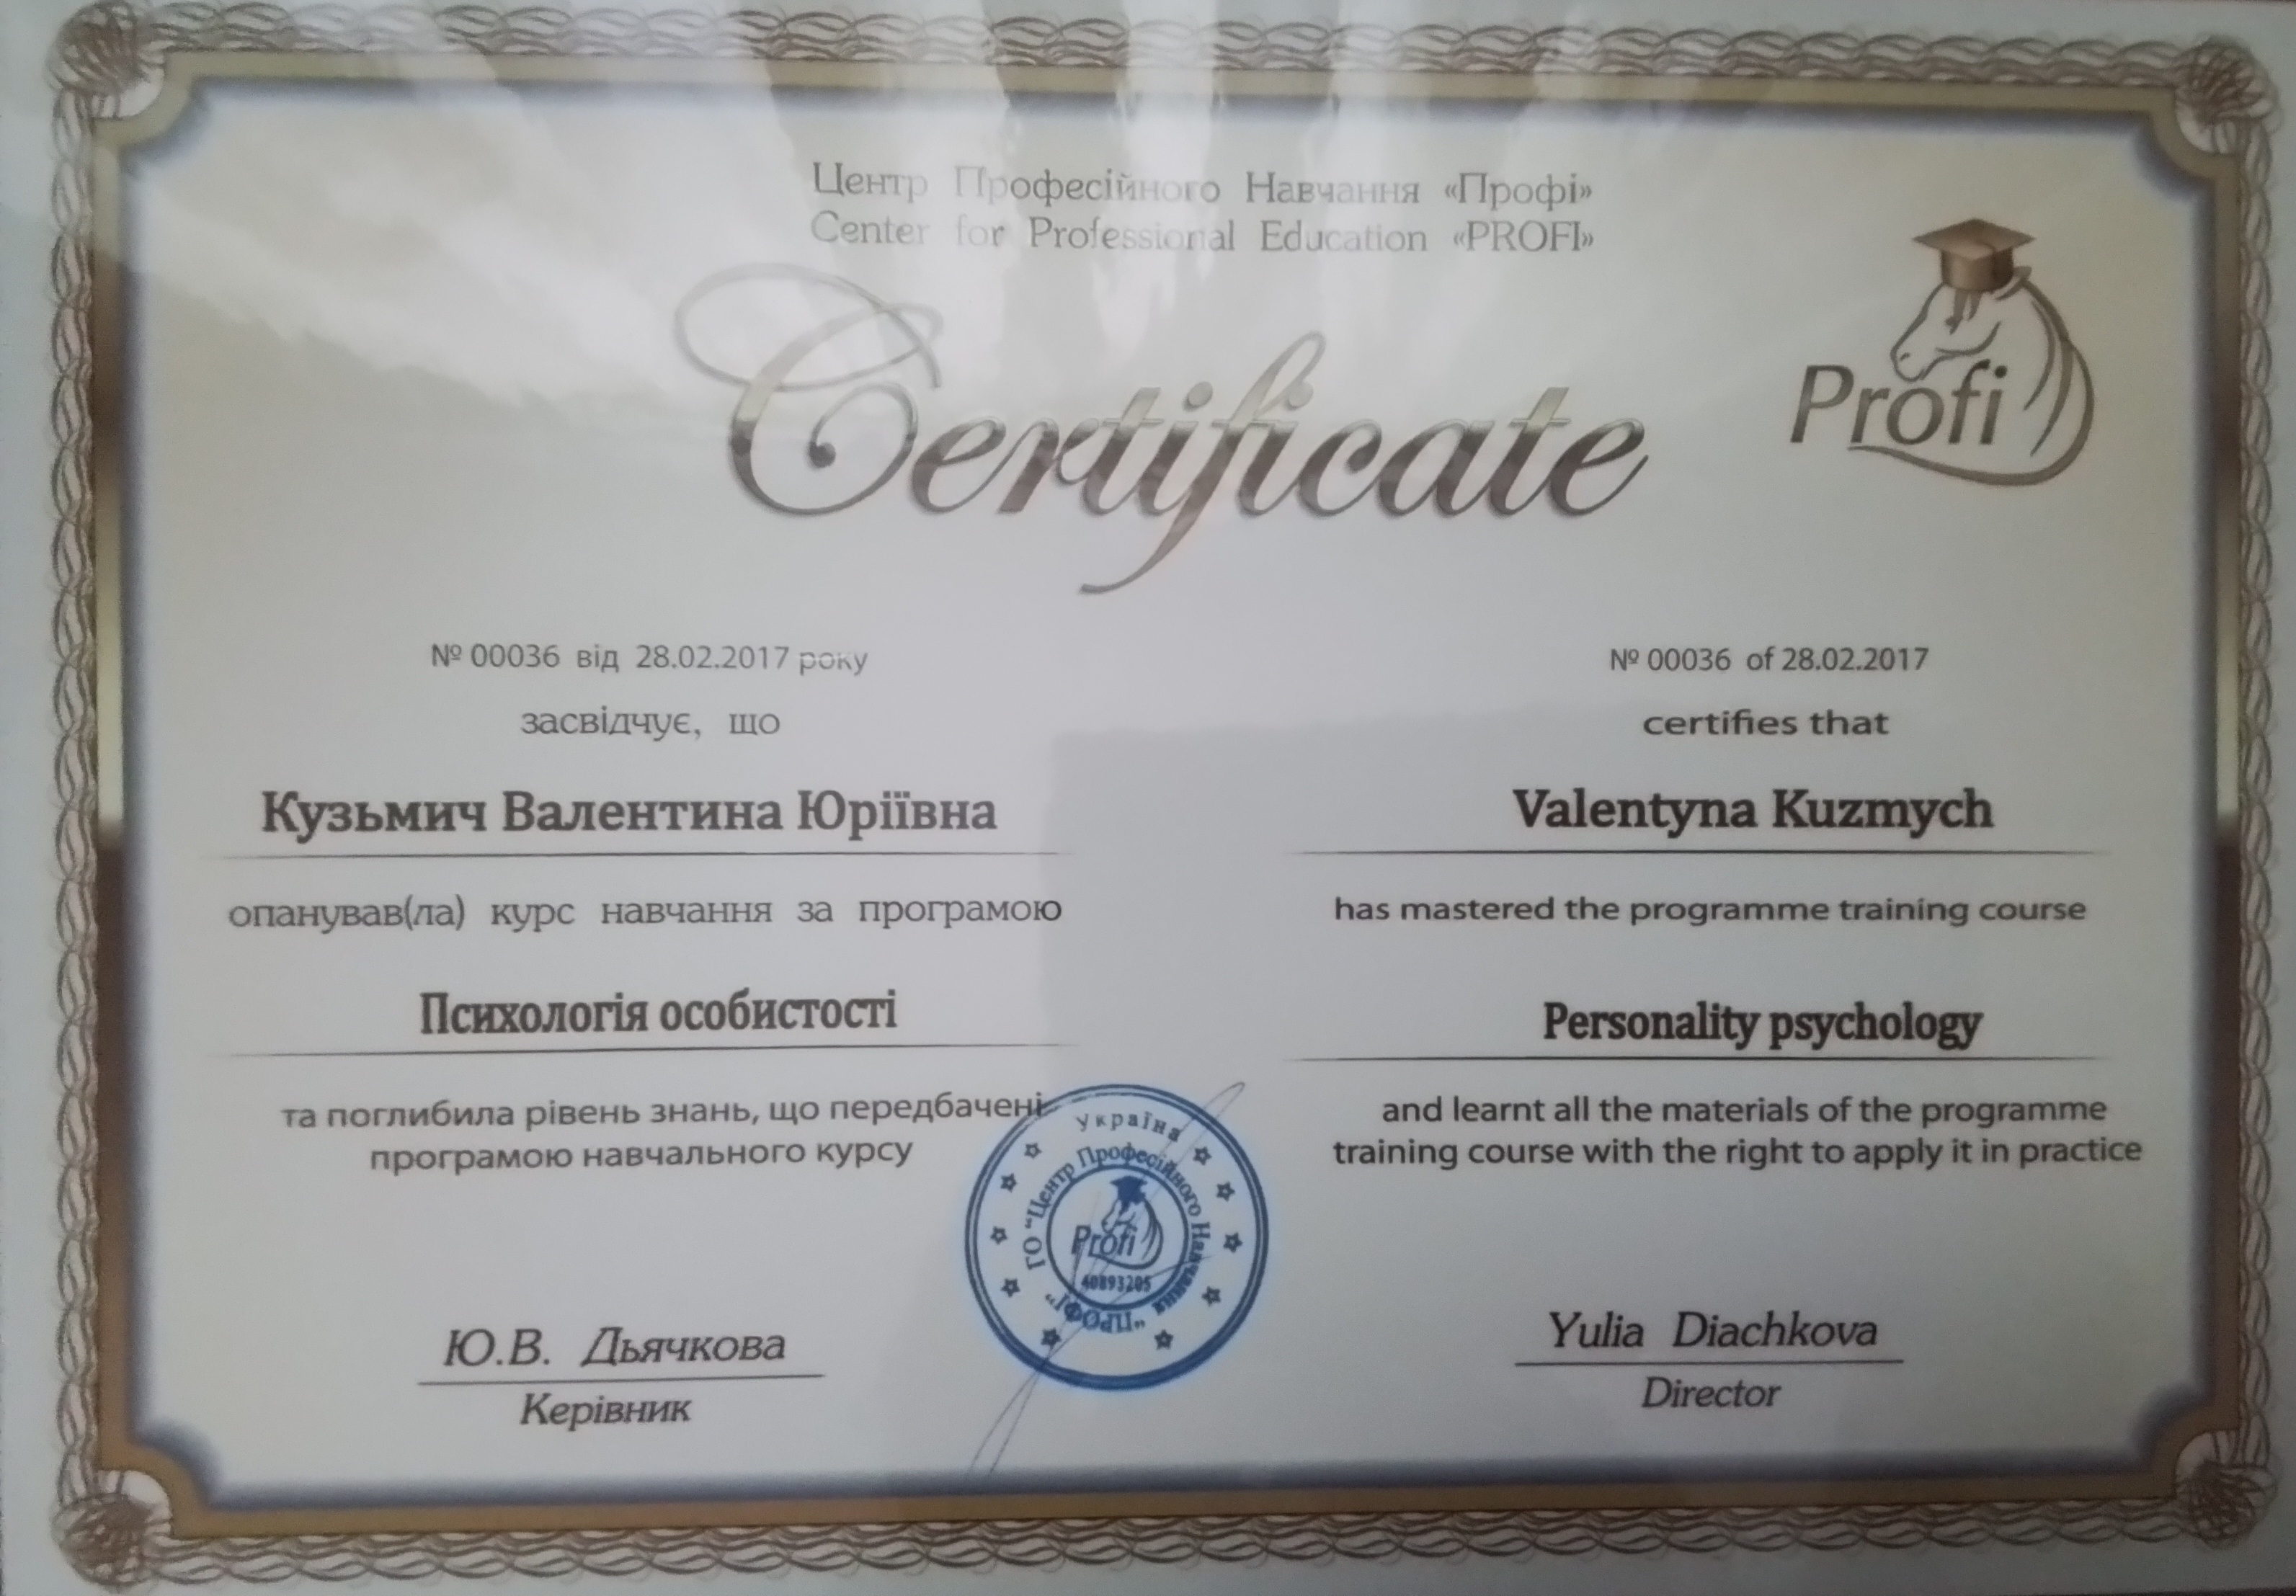 Центр Професійного Навчання «Профі»
Center for Professional Education «PROFI»
Certificate
Profi
№ 00036 від 28.02.2017 року
засвідчує, що
Кузьмич Валентина Юріївна
опанував(ла) курс навчання за програмою
Психологія особистості
та поглибила рівень знань, що передбачені
програмою навчального курсу
Ю.В. Дьячкова
Керівник
№ 00036 of 28.02.2017
certifies that
Valentyna Kuzmych
has mastered the programme training course
Personality psychology
and learnt all the materials of the programme
training course with the right to apply it in practice
Yulia Diachkova
Director
Україна
ГО "Центр Професійного Навчання "ПРОФІ"
Profi
40893205